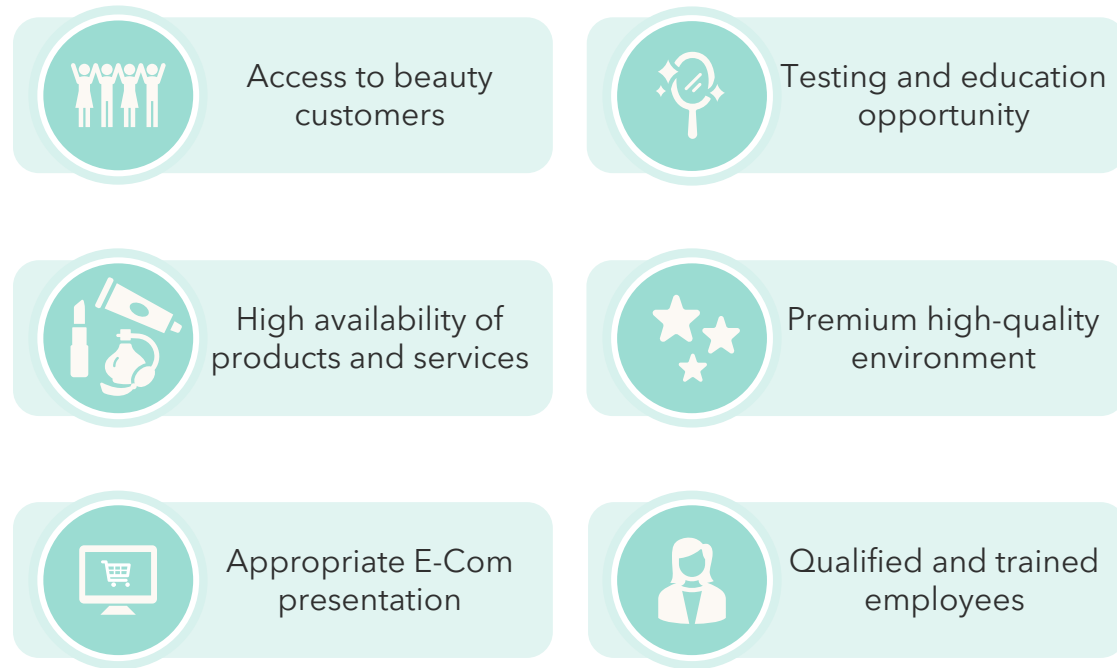 Access to beauty
customers
Testing and education
opportunity
High availability of
products and services
Premium high-quality
environment
Appropriate E-Com
presentation
Qualified and trained
employees